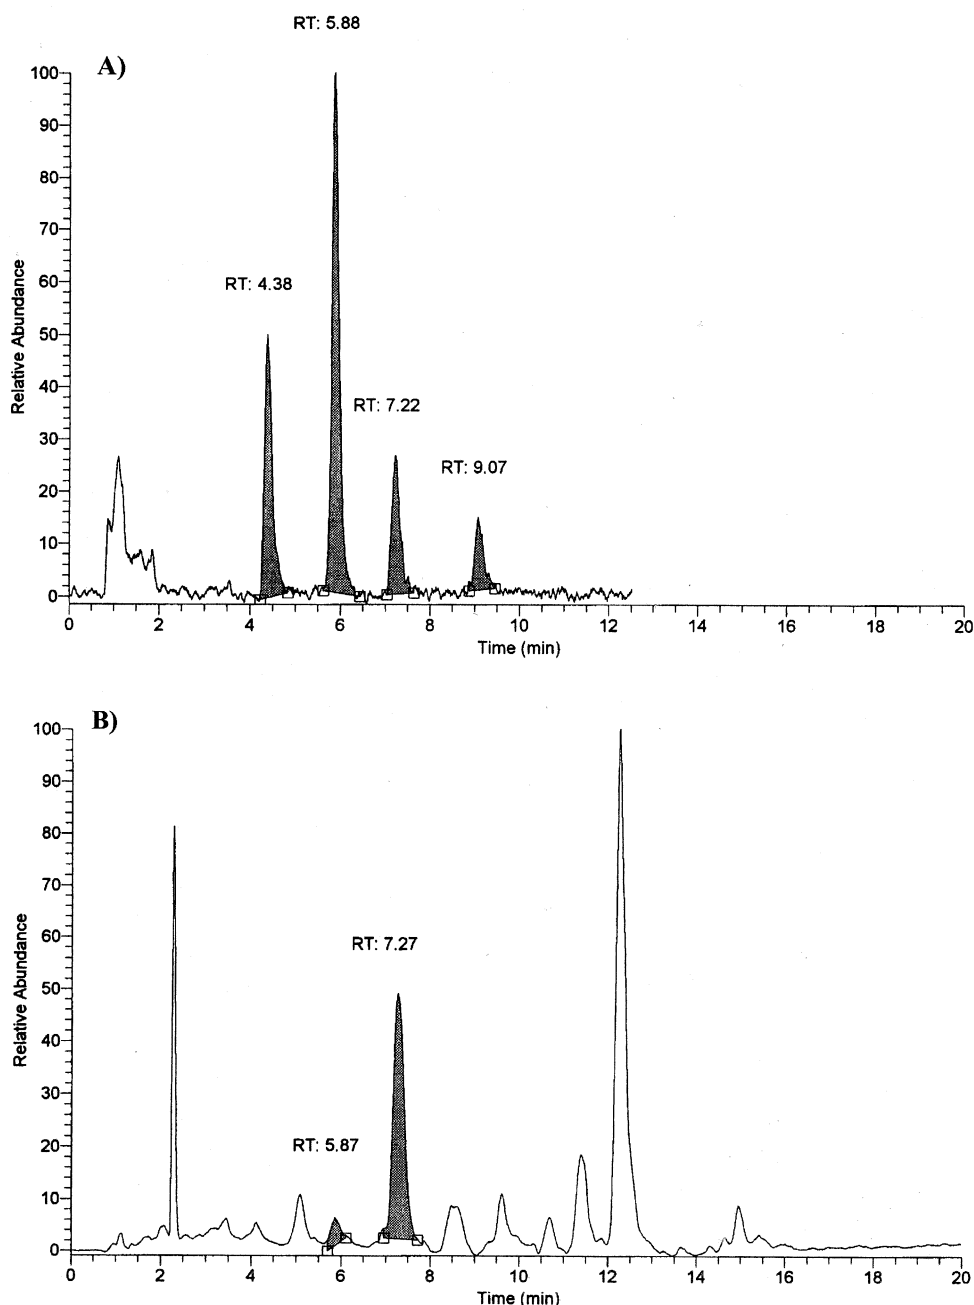 RT: 5.88
A)
100
90
80
70
60
50
40
30
20
10
0
Relative Abundance
RT: 4.38
RT: 7.22
RT: 9.07
0 2 4 6 8 10 12 14 16 18 20
Time (min)
B)
100
90
80
70
60
50
40
30
20
10
0
Relative Abundance
RT: 7.27
RT: 5.87
0 2 4 6 8 10 12 14 16 18 20
Time (min)